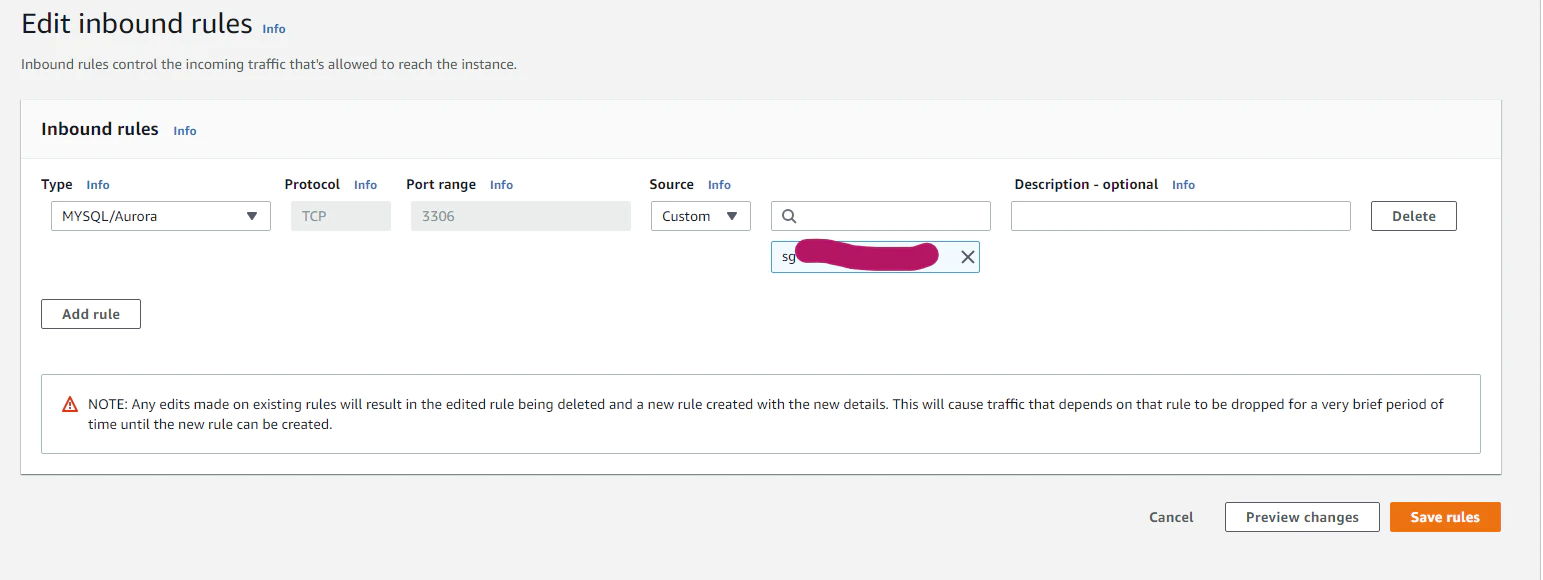 Edit inbound rules Info
Inbound rules control the incoming traffic that's allowed to reach the instance.
Inbound rules Info
Type Info Protocol Info Port range Info Source Info Description - optional Info
MYSQL/Aurora TCP 3306 Custom Delete
sg
Add rule
NOTE: Any edits made on existing rules will result in the edited rule being deleted and a new rule created with the new details. This will cause traffic that depends on that rule to be dropped for a very brief period of
time until the new rule can be created.
Cancel Preview changes Save rules